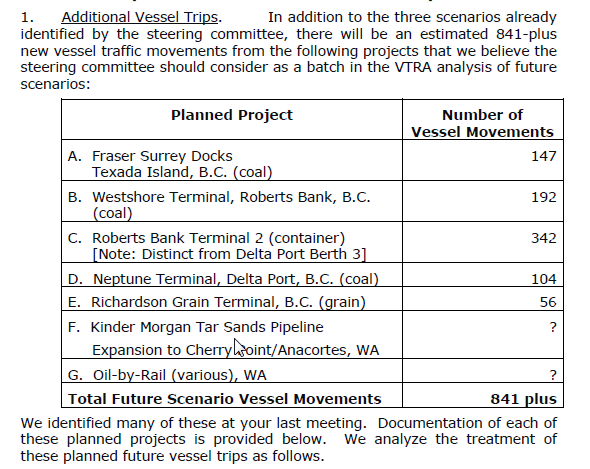 1. Additional Vessel Trips. In addition to the three scenarios already
identified by the steering committee, there will be an estimated 841-plus
new vessel traffic movements from the following projects that we believe the
steering committee should consider as a batch in the VTRA analysis of future
scenarios:
Planned Project Number of
Vessel Movements
A. Fraser Surrey Docks 147
Texada Island, B.C. (coal)
B. Westshore Terminal, Roberts Bank, B.C. 192
(coal)
C. Roberts Bank Terminal 2 (container) 342
[Note: Distinct from Delta Port Berth 3]
D. Neptune Terminal, Delta Port, B.C. (coal) 104
E. Richardson Grain Terminal, B.C. (grain) 56
F. Kinder Morgan Tar Sands Pipeline ?
Expansion to Cherry Point/Anacortes, WA
G. Oil-by-Rail (various), WA ?
Total Future Scenario Vessel Movements 841 plus
We identified many of these at your last meeting. Documentation of each of
these planned projects is provided below. We analyze the treatment of
these planned future vessel trips as follows.